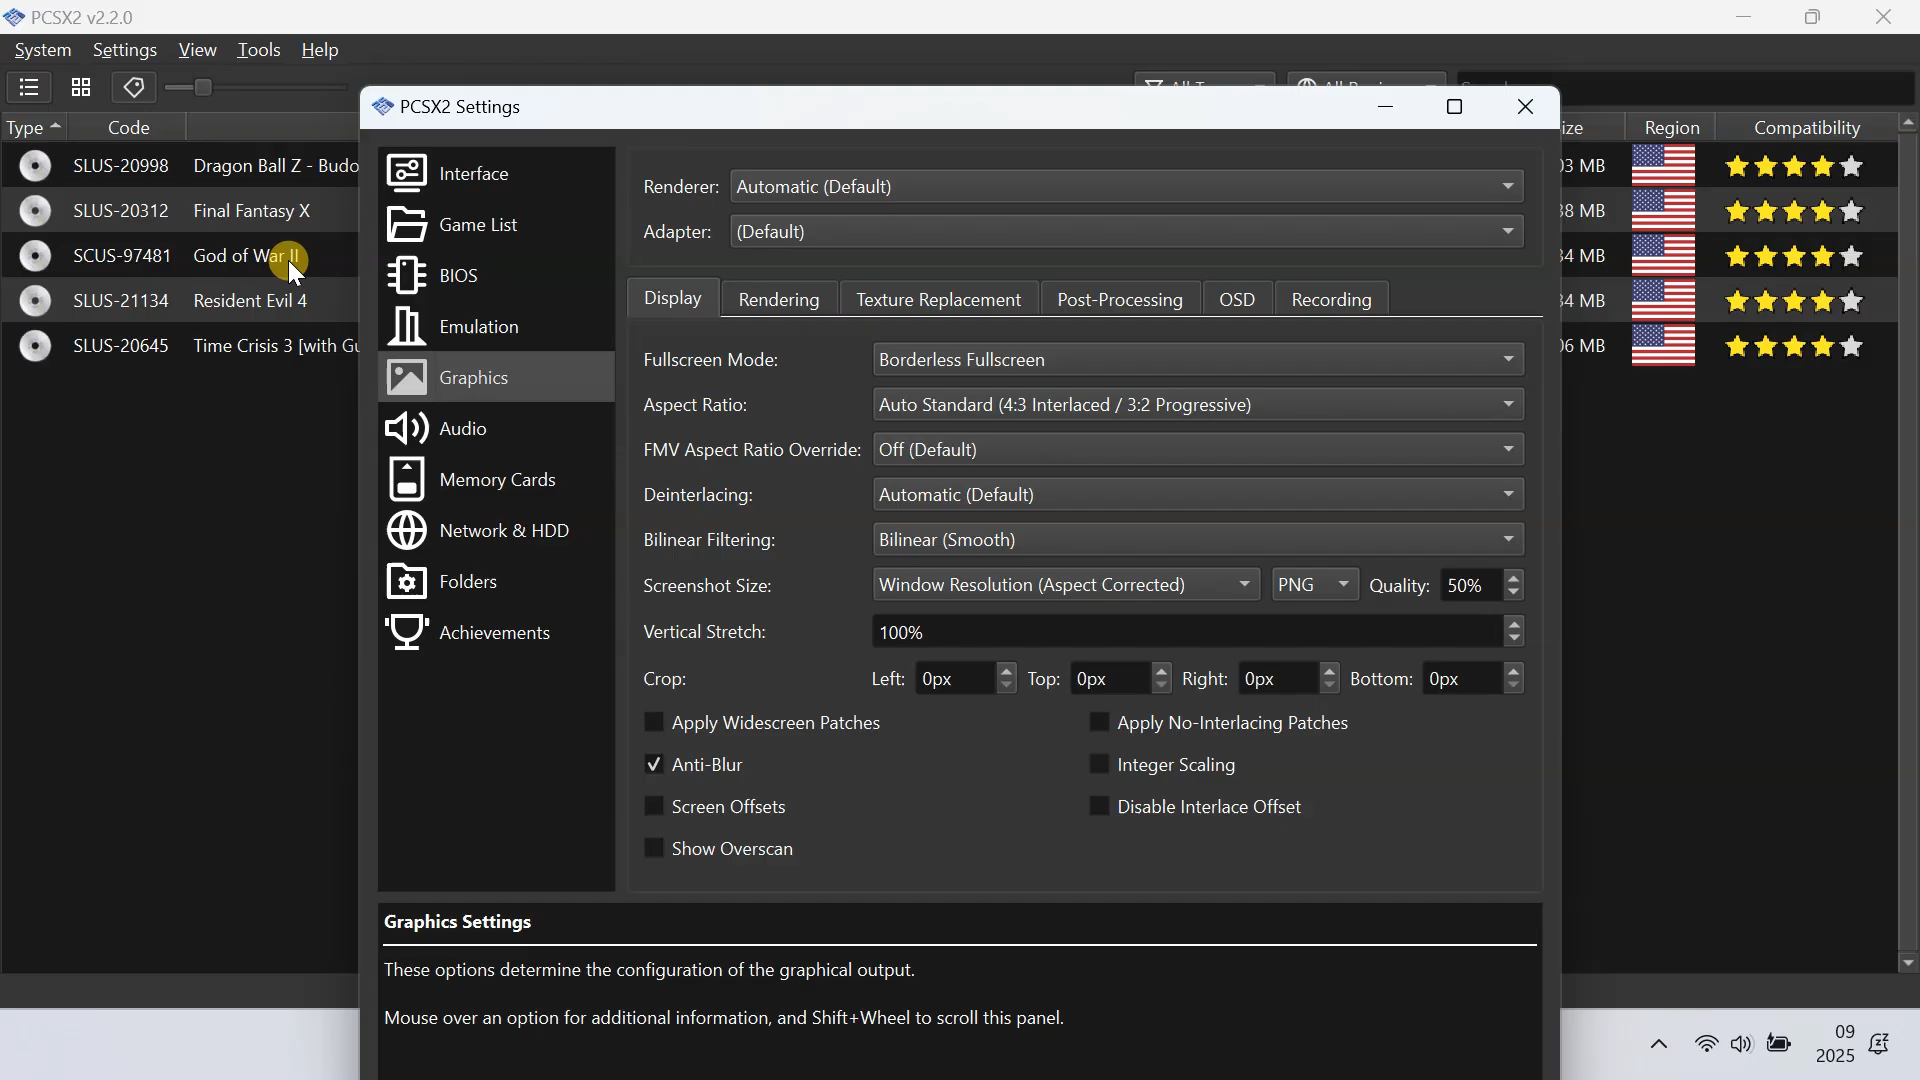 PCSX2 v2.2.0
System Settings View Tools Help
PCSX2 Settings
Type Code ize Region Compatibility
SLUS-20998 Dragon Ball Z - Budo 03 MB
SLUS-20312 Final Fantasy X 38 MB
SCUS-97481 God of War II 34 MB
SLUS-21134 Resident Evil 4 34 MB
SLUS-20645 Time Crisis 3 [with Gu 06 MB
Interface
Game List
BIOS
Emulation
Graphics
Audio
Memory Cards
Network & HDD
Folders
Achievements
Renderer: Automatic (Default)
Adapter: (Default)
Display Rendering Texture Replacement Post-Processing OSD Recording
Fullscreen Mode: Borderless Fullscreen
Aspect Ratio: Auto Standard (4:3 Interlaced / 3:2 Progressive)
FMV Aspect Ratio Override: Off (Default)
Deinterlacing: Automatic (Default)
Bilinear Filtering: Bilinear (Smooth)
Screenshot Size: Window Resolution (Aspect Corrected) PNG Quality: 50%
Vertical Stretch: 100%
Crop: Left: 0px Top: 0px Right: 0px Bottom: 0px
Apply Widescreen Patches Apply No-Interlacing Patches
Anti-Blur Integer Scaling
Screen Offsets Disable Interlace Offset
Show Overscan
Graphics Settings
These options determine the configuration of the graphical output.
Mouse over an option for additional information, and Shift+Wheel to scroll this panel.
09
2025